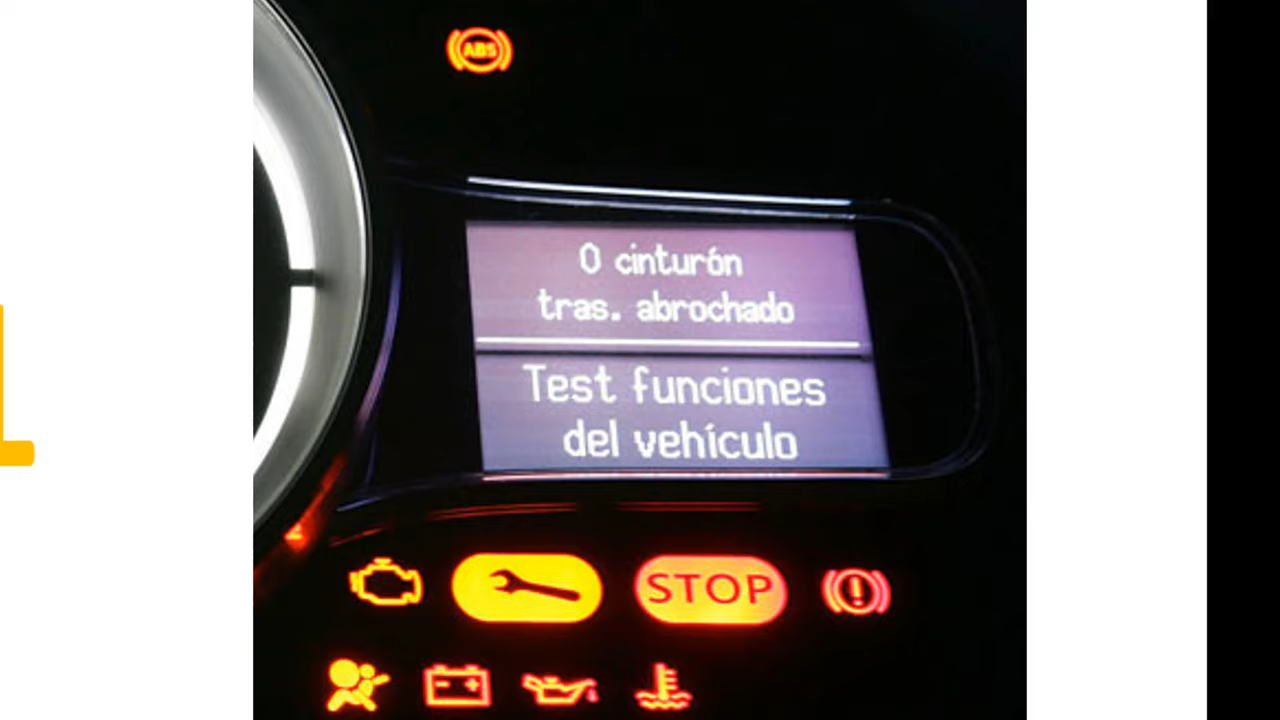 ABS
0 cinturón
tras. abrochado
Test funciones
del vehículo
STOP